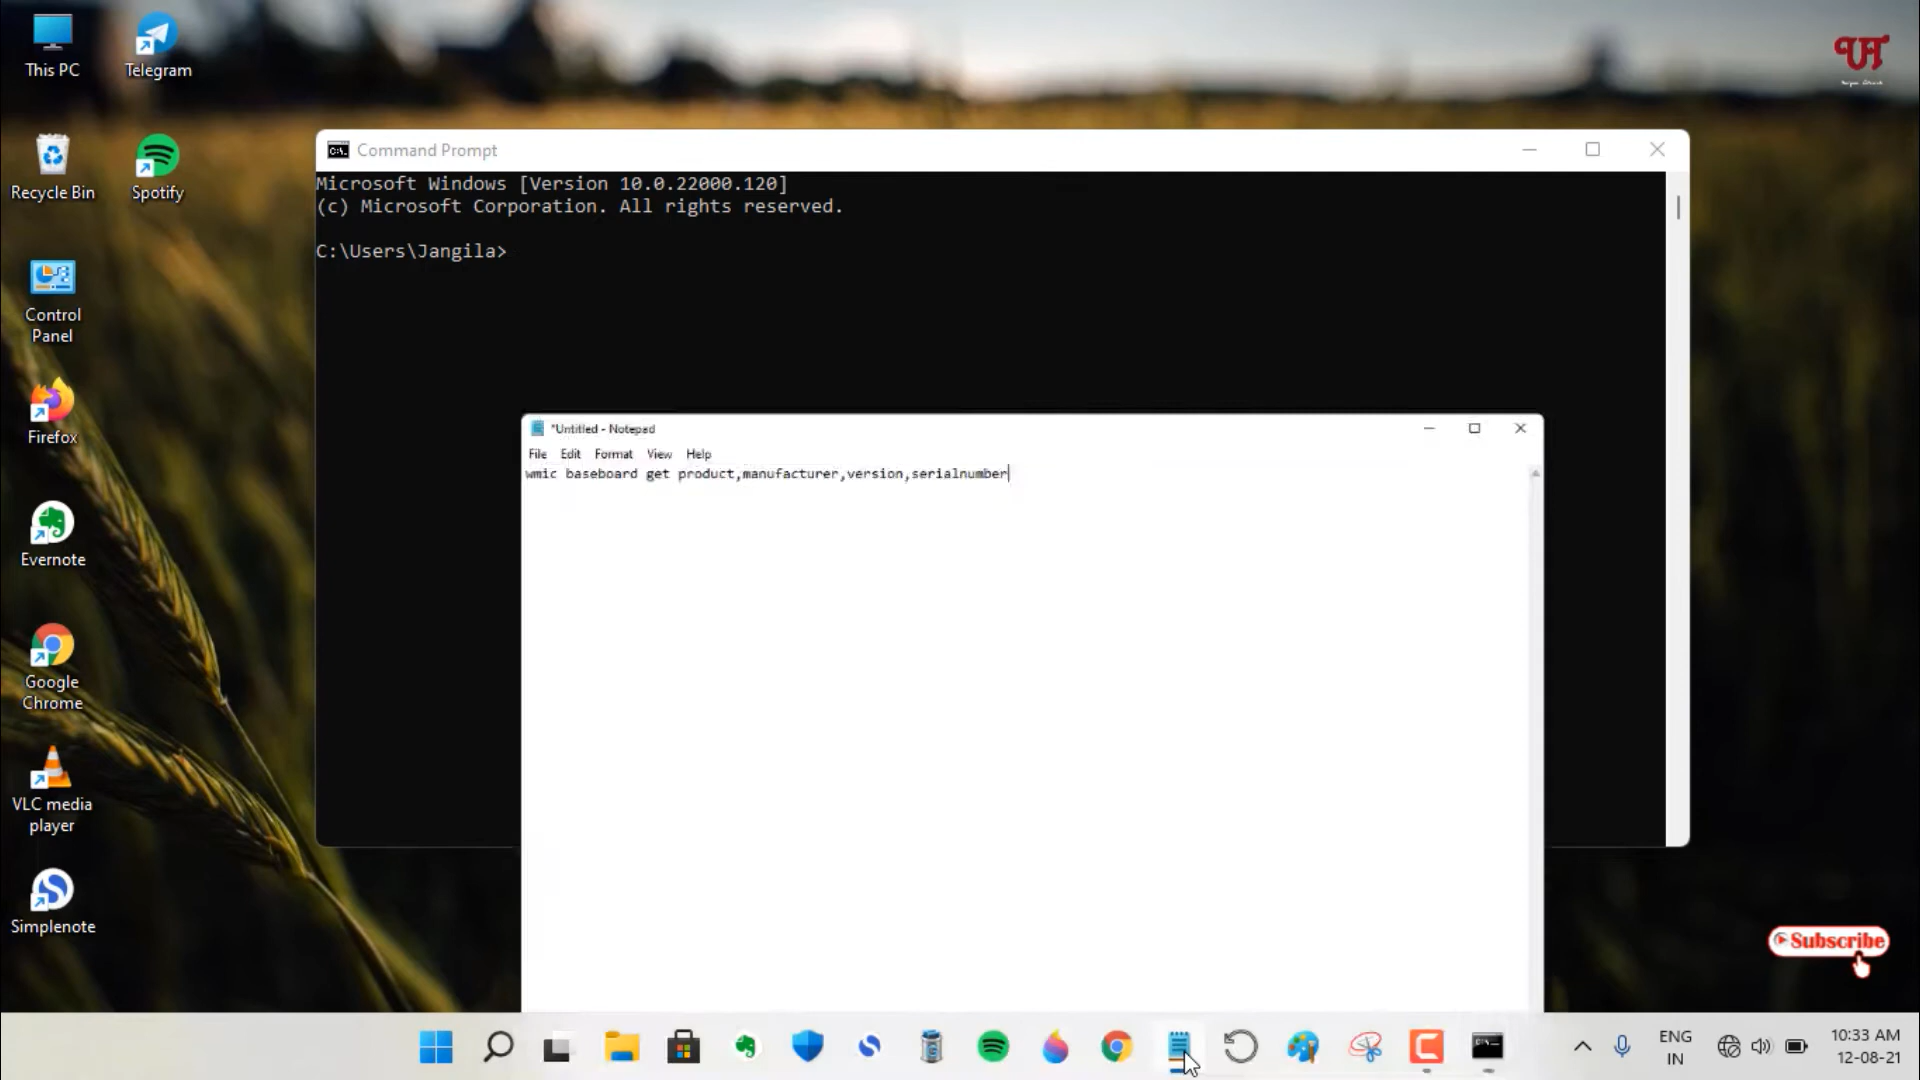 This PC
Telegram
Recycle Bin
Spotify
Control
Panel
Firefox
Evernote
Google
Chrome
VLC media
player
Simplenote
UA
Command Prompt
Microsoft Windows [Version 10.0.22000.120]
(c) Microsoft Corporation. All rights reserved.
C:\Users\Jangila>
*Untitled - Notepad
File Edit Format View Help
wmic baseboard get product,manufacturer,version,serialnumber
Subscribe
ENG
IN
10:33 AM
12-08-21